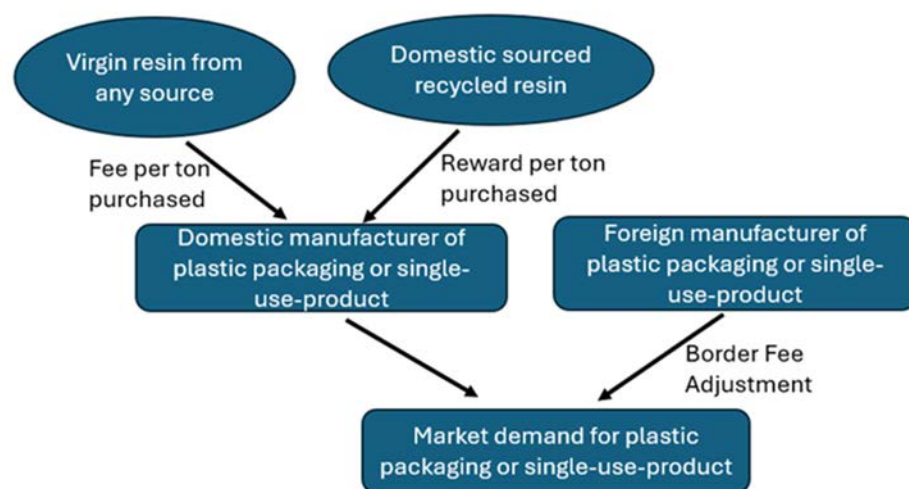 Virgin resin from
any source
Domestic sourced
recycled resin
Fee per ton
purchased
Reward per ton
purchased
Domestic manufacturer of
plastic packaging or single-
use-product
Foreign manufacturer of
plastic packaging or single-
use-product
Border Fee
Adjustment
Market demand for plastic
packaging or single-use-product